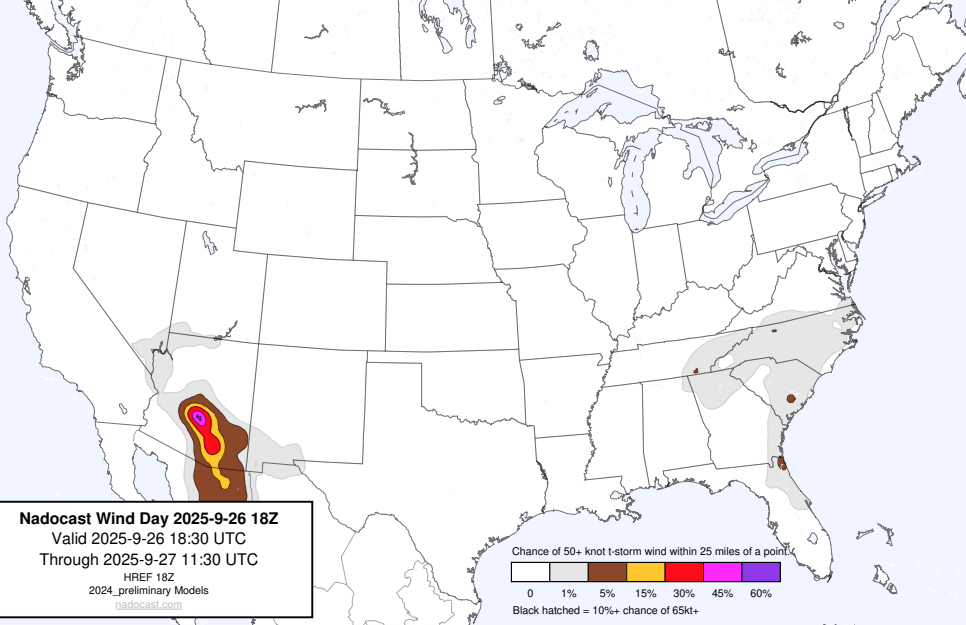 Nadocast Wind Day 2025-9-26 18Z
Valid 2025-9-26 18:30 UTC
Through 2025-9-27 11:30 UTC
HREF 18Z
2024_preliminary Models
nadocast.com
Chance of 50+ knot t-storm wind within 25 miles of a point.
0 1% 5% 15% 30% 45% 60%
Black hatched = 10%+ chance of 65kt+